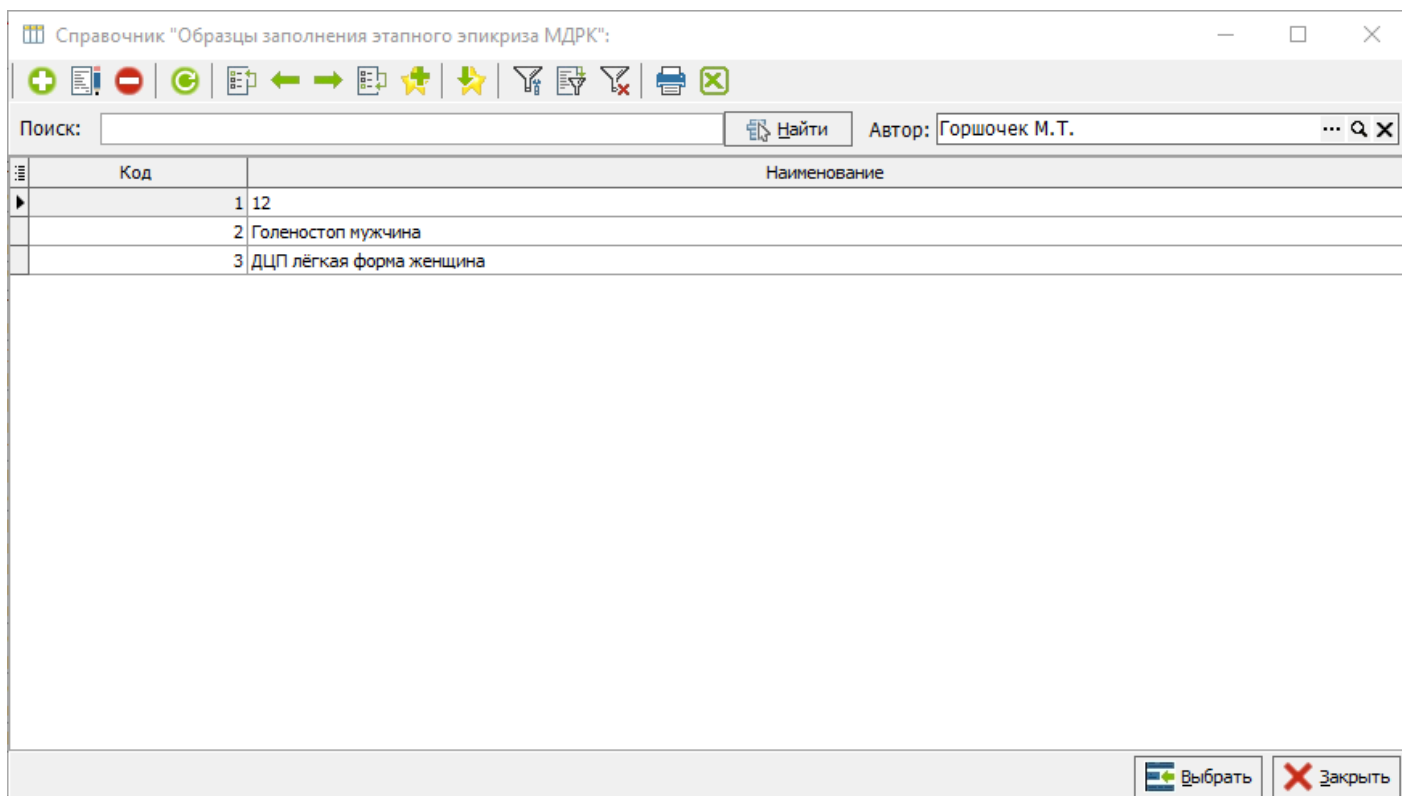 Справочник "Образцы заполнения этапного эпикриза МДРК":
Поиск: Найти Автор: Горшочек М.Т.
Код Наименование
1 12
2 Голеностоп мужчина
3 ДЦП лёгкая форма женщина
Выбрать Закрыть